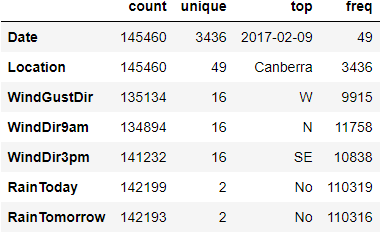 count unique top freq
Date 145460 3436 2017-02-09 49
Location 145460 49 Canberra 3436
WindGustDir 135134 16 W 9915
WindDir9am 134894 16 N 11758
WindDir3pm 141232 16 SE 10838
RainToday 142199 2 No 110319
RainTomorrow 142193 2 No 110316